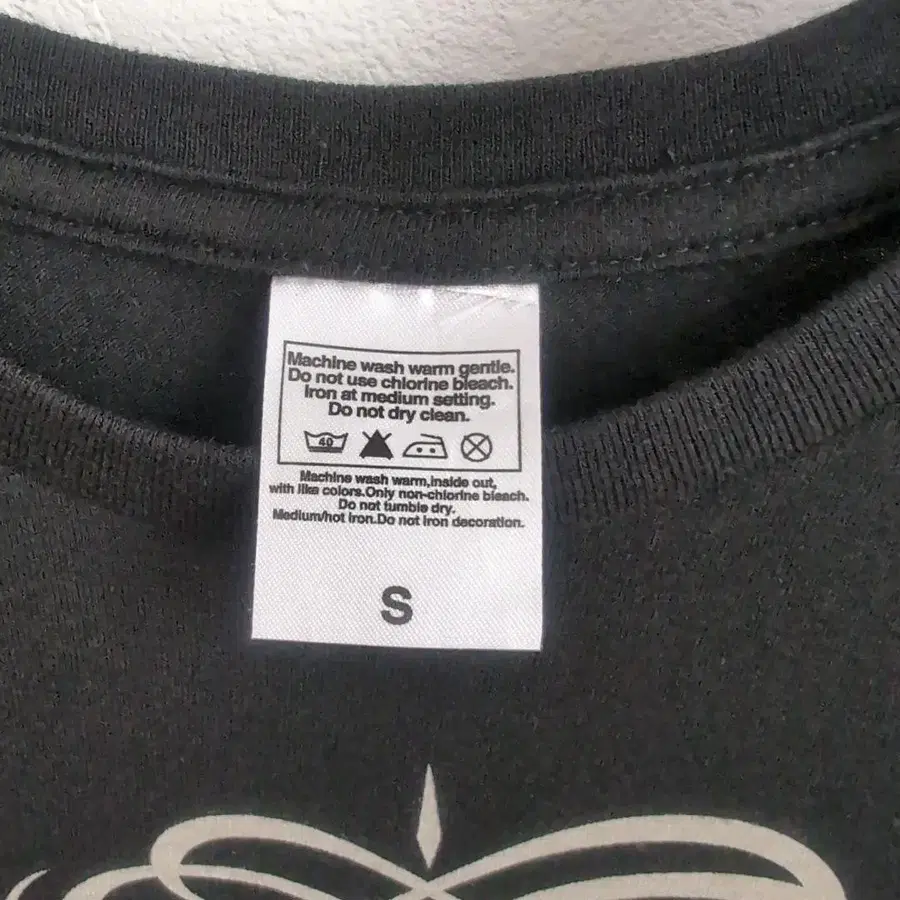 Machine wash warm gentle.
Do not use chlorine bleach.
Iron at medium setting.
Do not dry clean.
40
Machine wash warm,inside out,
with like colors.Only non-chlorine bleach.
Do not tumble dry.
Medium/hot iron.Do not iron decoration.
S